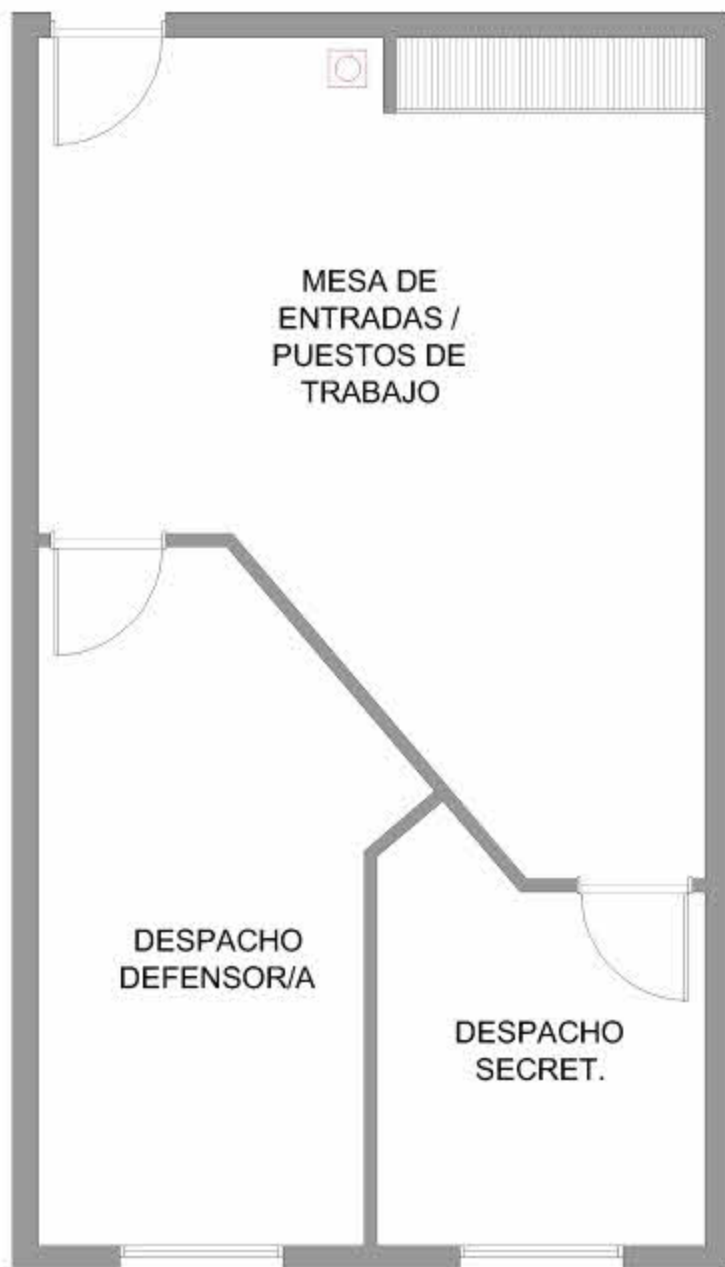 MESA DE
ENTRADAS /
PUESTOS DE
TRABAJO
DESPACHO
DEFENSOR/A
DESPACHO
SECRET.